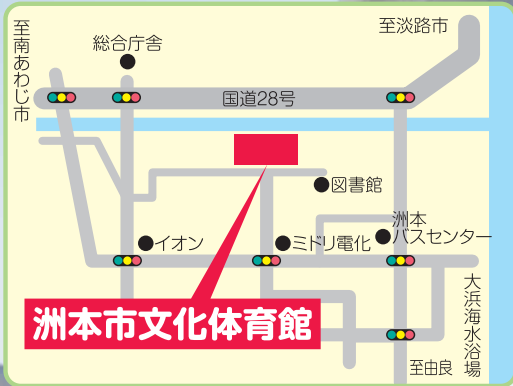 至淡路市
至南あわじ市
総合庁舎
国道28号
図書館
洲本
バスセンター
イオン
ミドリ電化
大浜海水浴場
洲本市文化体育館
至由良